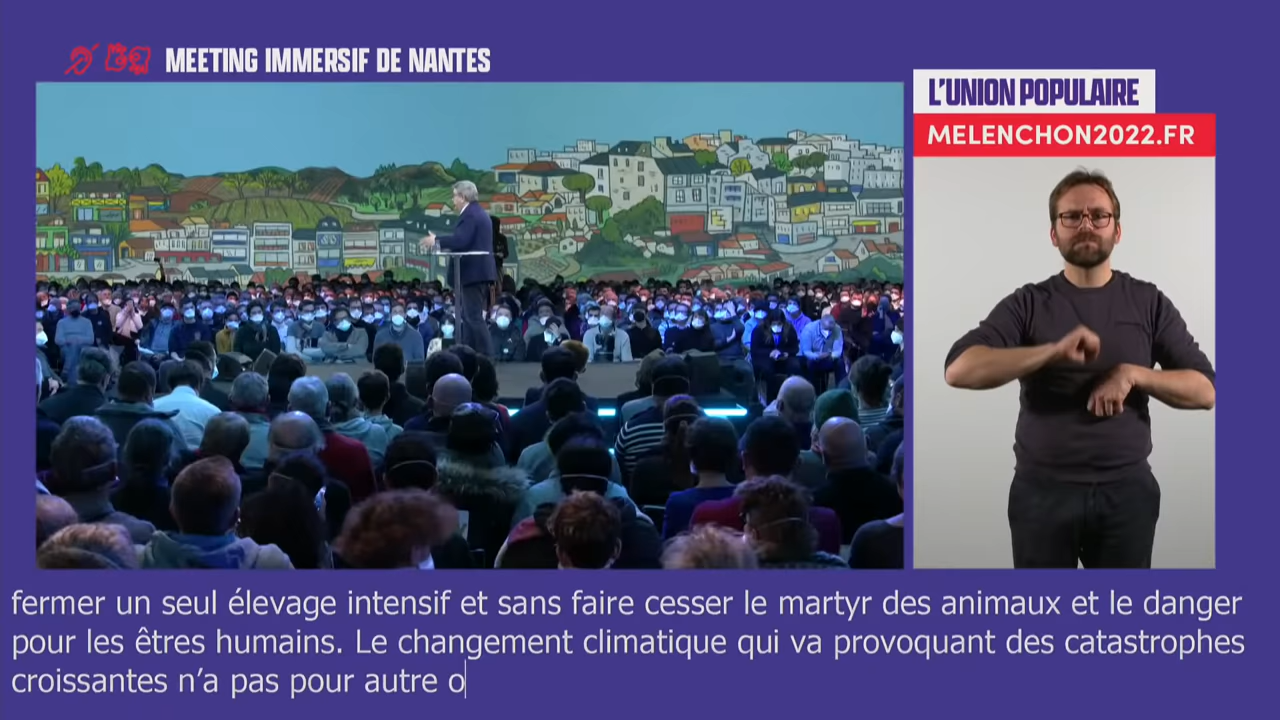 MEETING IMMERSIF DE NANTES
L'UNION POPULAIRE
MELENCHON2022.FR
fermer un seul élevage intensif et sans faire cesser le martyr des animaux et le danger
pour les êtres humains. Le changement climatique qui va provoquant des catastrophes
croissantes n’a pas pour autre o